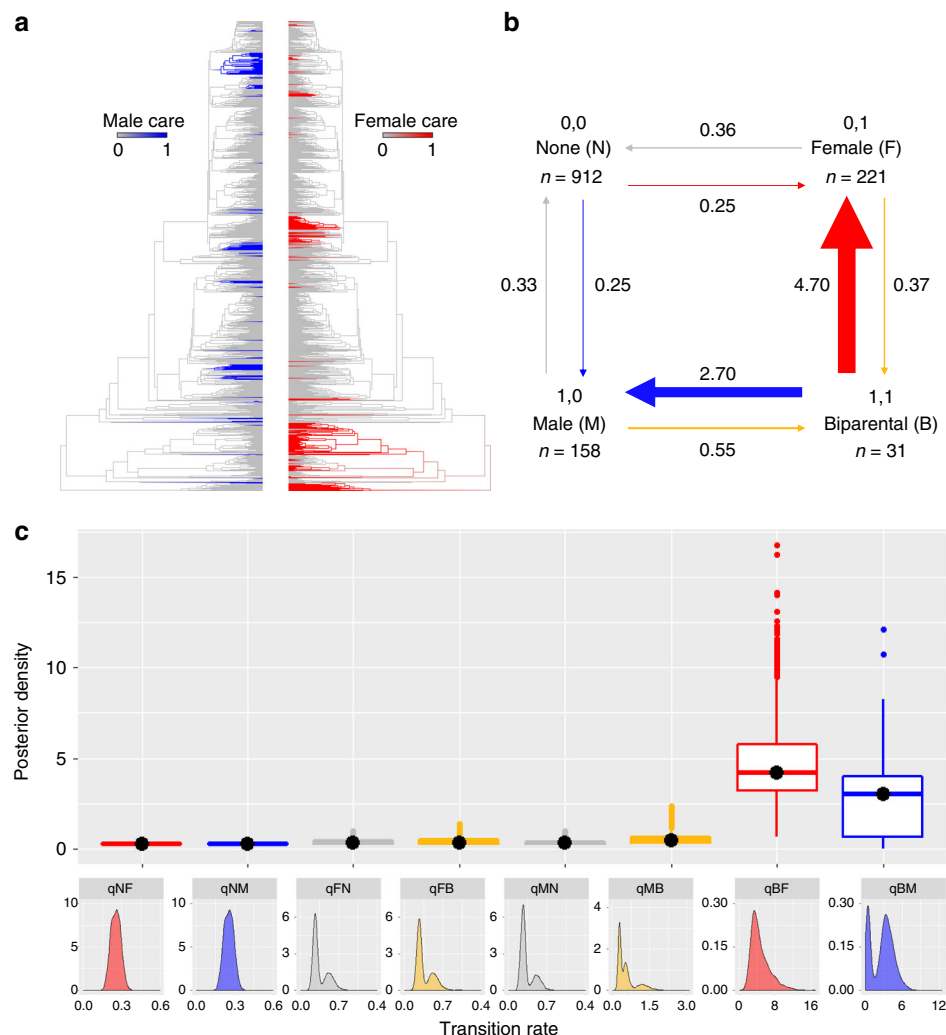 a
Male care
0 1
Female care
0 1
b
0,0
None (N)
n = 912
0.36
0.25
0,1
Female (F)
n = 221
0.33
0.25
4.70
0.37
2.70
1,0
Male (M)
n = 158
0.55
1,1
Biparental (B)
n = 31
c
Posterior density
15
10
5
0
qNF
qNM
qFN
qFB
qMN
qMB
qBF
qBM
10
5
0
0.0 0.3 0.6
10
5
0
0.0 0.3 0.6
6
3
0
0.0 0.7 0.4
6
3
0
0.0 0.7 0.4
6
3
0
0.0 0.7 0.4
4
2
0
0.0 1.5 3.0
0.30
0.15
0.00
0 8 16
0.30
0.15
0.00
0 6 12
Transition rate